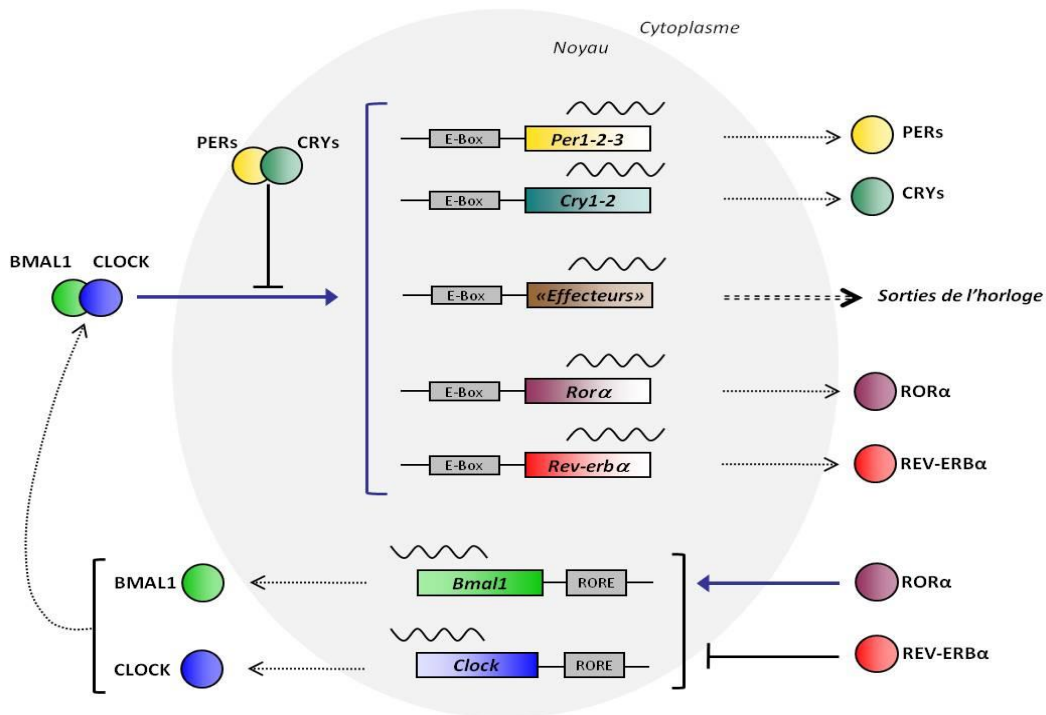 Cytoplasme
Noyau
PERs CRYs
E-Box Per1-2-3 PERs
E-Box Cry1-2 CRYs
BMAL1 CLOCK
E-Box «Effecteurs» Sorties de l'horloge
E-Box Rorα RORα
E-Box Rev-erbα REV-ERBα
BMAL1 Bmal1 RORE RORα
CLOCK Clock RORE REV-ERBα